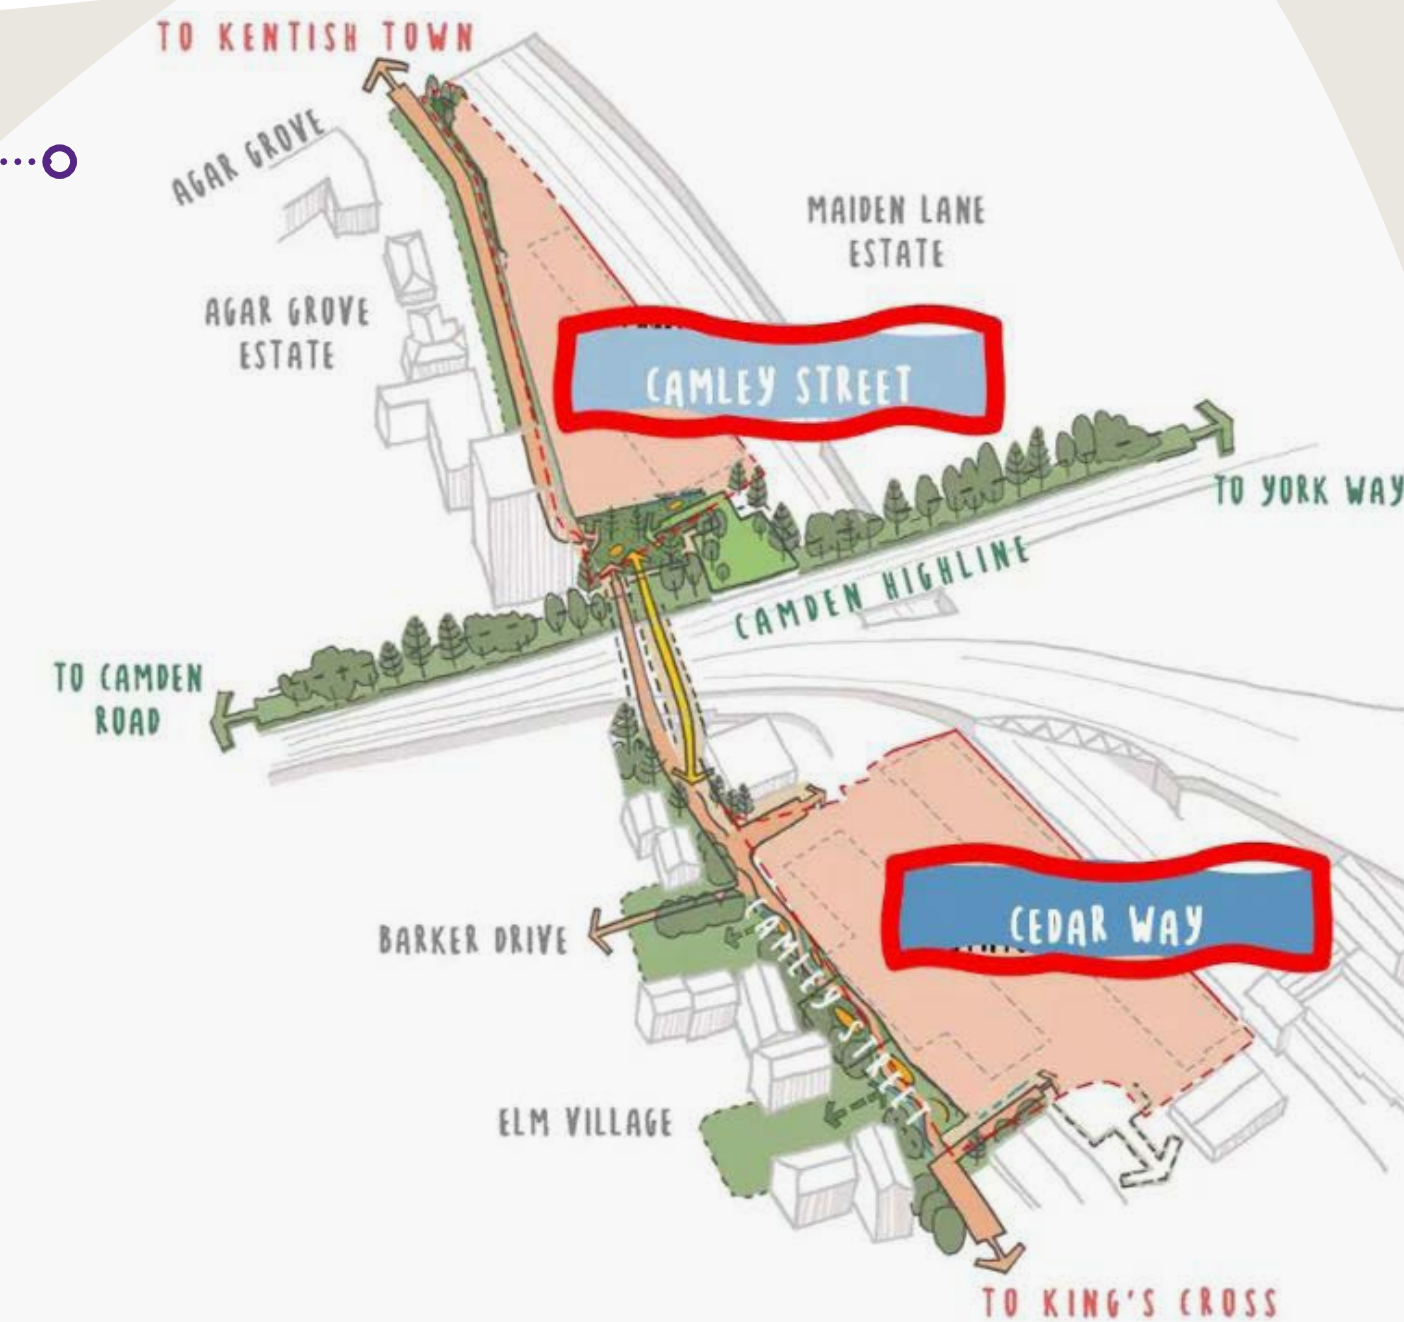 TO KENTISH TOWN
AGAR GROVE
MAIDEN LANE
ESTATE
AGAR GROVE
ESTATE
CAMLEY STREET
TO YORK WAY
CAMDEN HIGHLINE
TO CAMDEN
ROAD
CEDAR WAY
BARKER DRIVE
CAMLEY STREET
ELM VILLAGE
TO KING'S CROSS